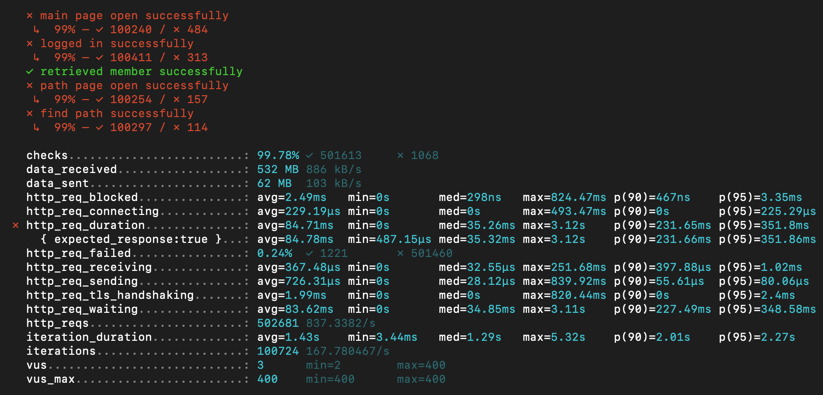 ✗ main page open successfully
↳ 99% — ✓ 100240 / ✗ 484
✗ logged in successfully
↳ 99% — ✓ 100411 / ✗ 313
✓ retrieved member successfully
✗ path page open successfully
↳ 99% — ✓ 100254 / ✗ 157
✗ find path successfully
↳ 99% — ✓ 100297 / ✗ 114
checks.........................: 99.78% ✓ 501613 ✗ 1068
data_received..................: 532 MB 886 kB/s
data_sent......................: 62 MB 103 kB/s
http_req_blocked...............: avg=2.49ms min=0s med=298ns max=824.47ms p(90)=467ns p(95)=3.35ms
http_req_connecting............: avg=229.19µs min=0s med=0s max=493.47ms p(90)=0s p(95)=225.29µs
✗ http_req_duration..............: avg=84.71ms min=0s med=35.26ms max=3.12s p(90)=231.65ms p(95)=351.8ms
{ expected_response:true }...: avg=84.78ms min=487.15µs med=35.32ms max=3.12s p(90)=231.66ms p(95)=351.86ms
http_req_failed................: 0.24% ✓ 1221 ✗ 501460
http_req_receiving.............: avg=367.48µs min=0s med=32.55µs max=251.68ms p(90)=397.88µs p(95)=1.02ms
http_req_sending...............: avg=726.31µs min=0s med=28.12µs max=839.92ms p(90)=55.61µs p(95)=80.06µs
http_req_tls_handshaking.......: avg=1.99ms min=0s med=0s max=820.44ms p(90)=0s p(95)=2.4ms
http_req_waiting...............: avg=83.62ms min=0s med=34.85ms max=3.11s p(90)=227.49ms p(95)=348.58ms
http_reqs......................: 502681 837.3382/s
iteration_duration.............: avg=1.43s min=3.44ms med=1.29s max=5.32s p(90)=2.01s p(95)=2.27s
iterations.....................: 100724 167.780467/s
vus............................: 3 min=2 max=400
vus_max........................: 400 min=400 max=400